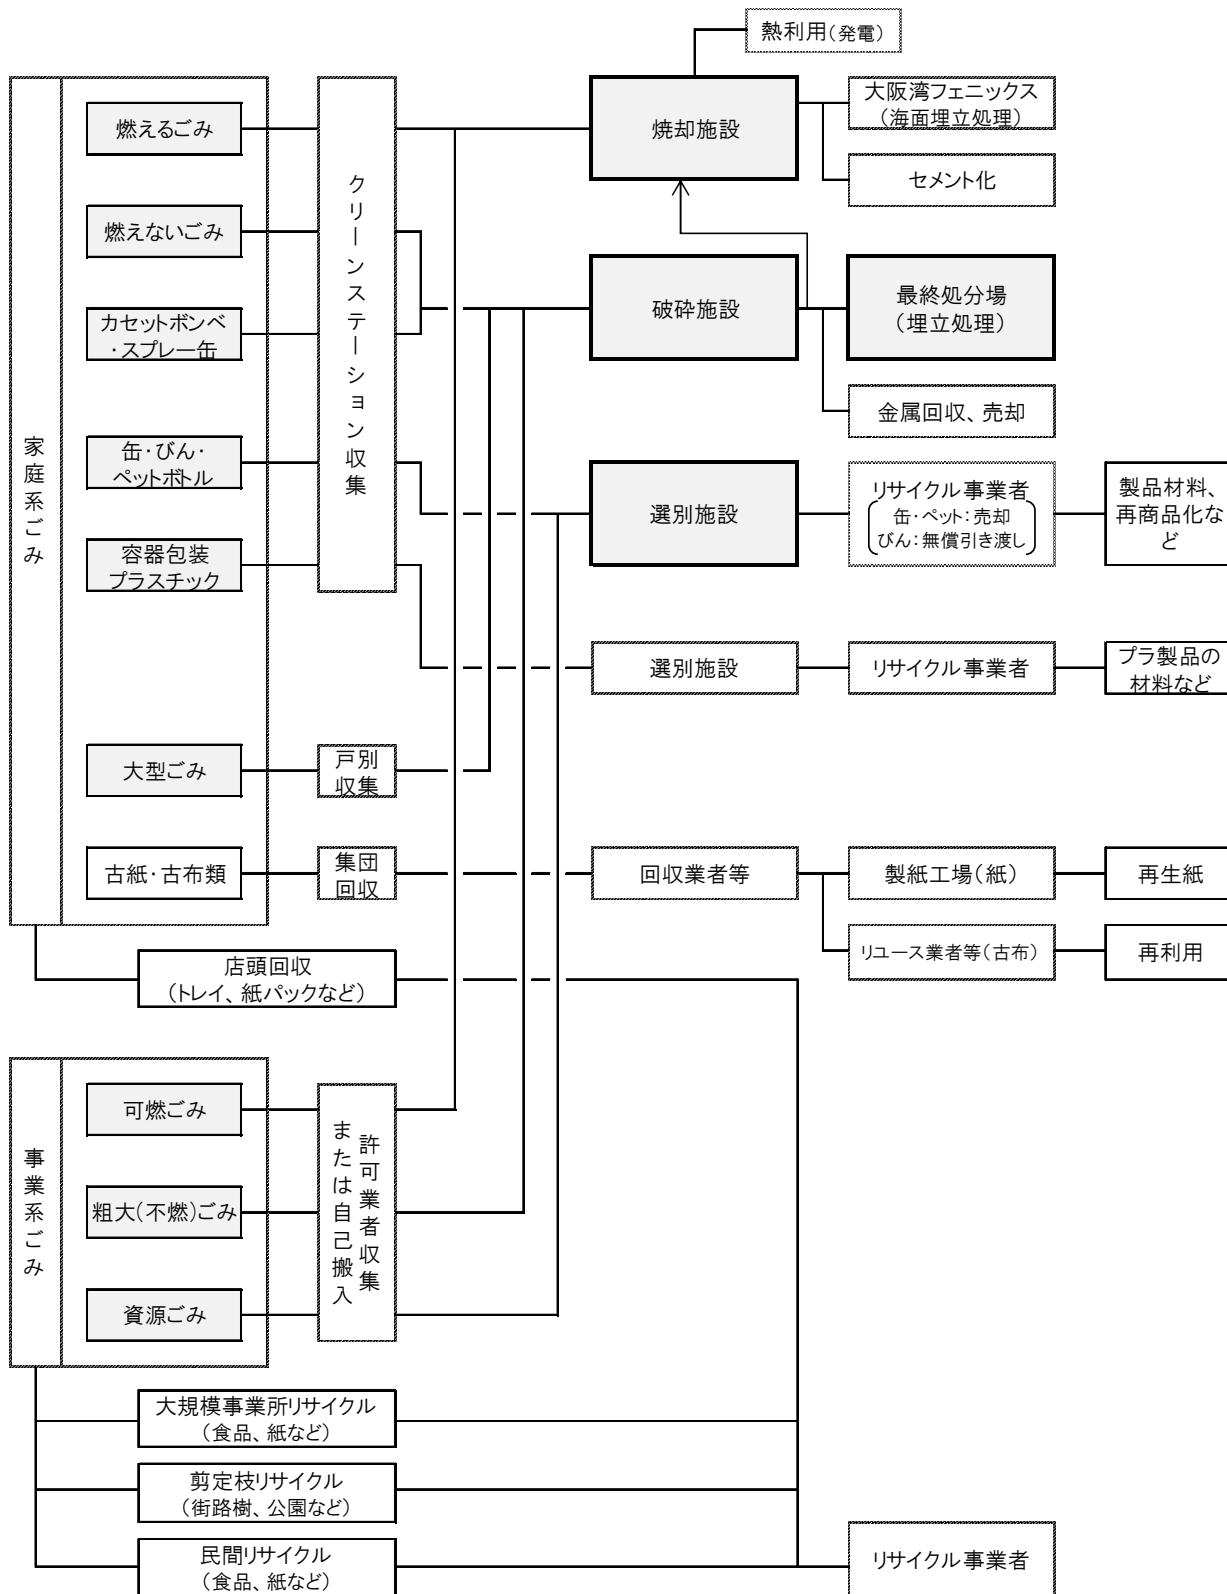 熱利用(発電)
家庭系ごみ
燃えるごみ
燃えないごみ
カセットボンベ
・スプレー缶
缶・びん・
ペットボトル
容器包装
プラスチック
大型ごみ
古紙・古布類
クリーンステーション収集
戸別
収集
集団
回収
店頭回収
(トレイ、紙パックなど)
焼却施設
大阪湾フェニックス
(海面埋立処理)
セメント化
破砕施設
最終処分場
(埋立処理)
金属回収、売却
選別施設
リサイクル事業者
缶・ペット:売却
びん:無償引き渡し
製品材料、
再商品化な
ど
選別施設
リサイクル事業者
プラ製品の
材料など
回収業者等
製紙工場(紙)
再生紙
リユース業者等(古布)
再利用
事業系ごみ
可燃ごみ
粗大(不燃)ごみ
資源ごみ
許可業者収集
または自己搬入
大規模事業所リサイクル
(食品、紙など)
剪定枝リサイクル
(街路樹、公園など)
民間リサイクル
(食品、紙など)
リサイクル事業者